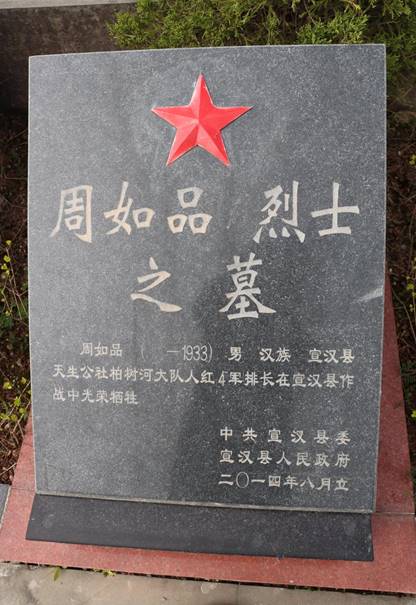 周如品 烈士
之墓
周如品 ( —1933) 男 汉族 宣汉县
天生公社柏树河大队人红4军排长在宣汉县作
战中光荣牺牲
中共宣汉县委
宣汉县人民政府
二〇一四年八月立